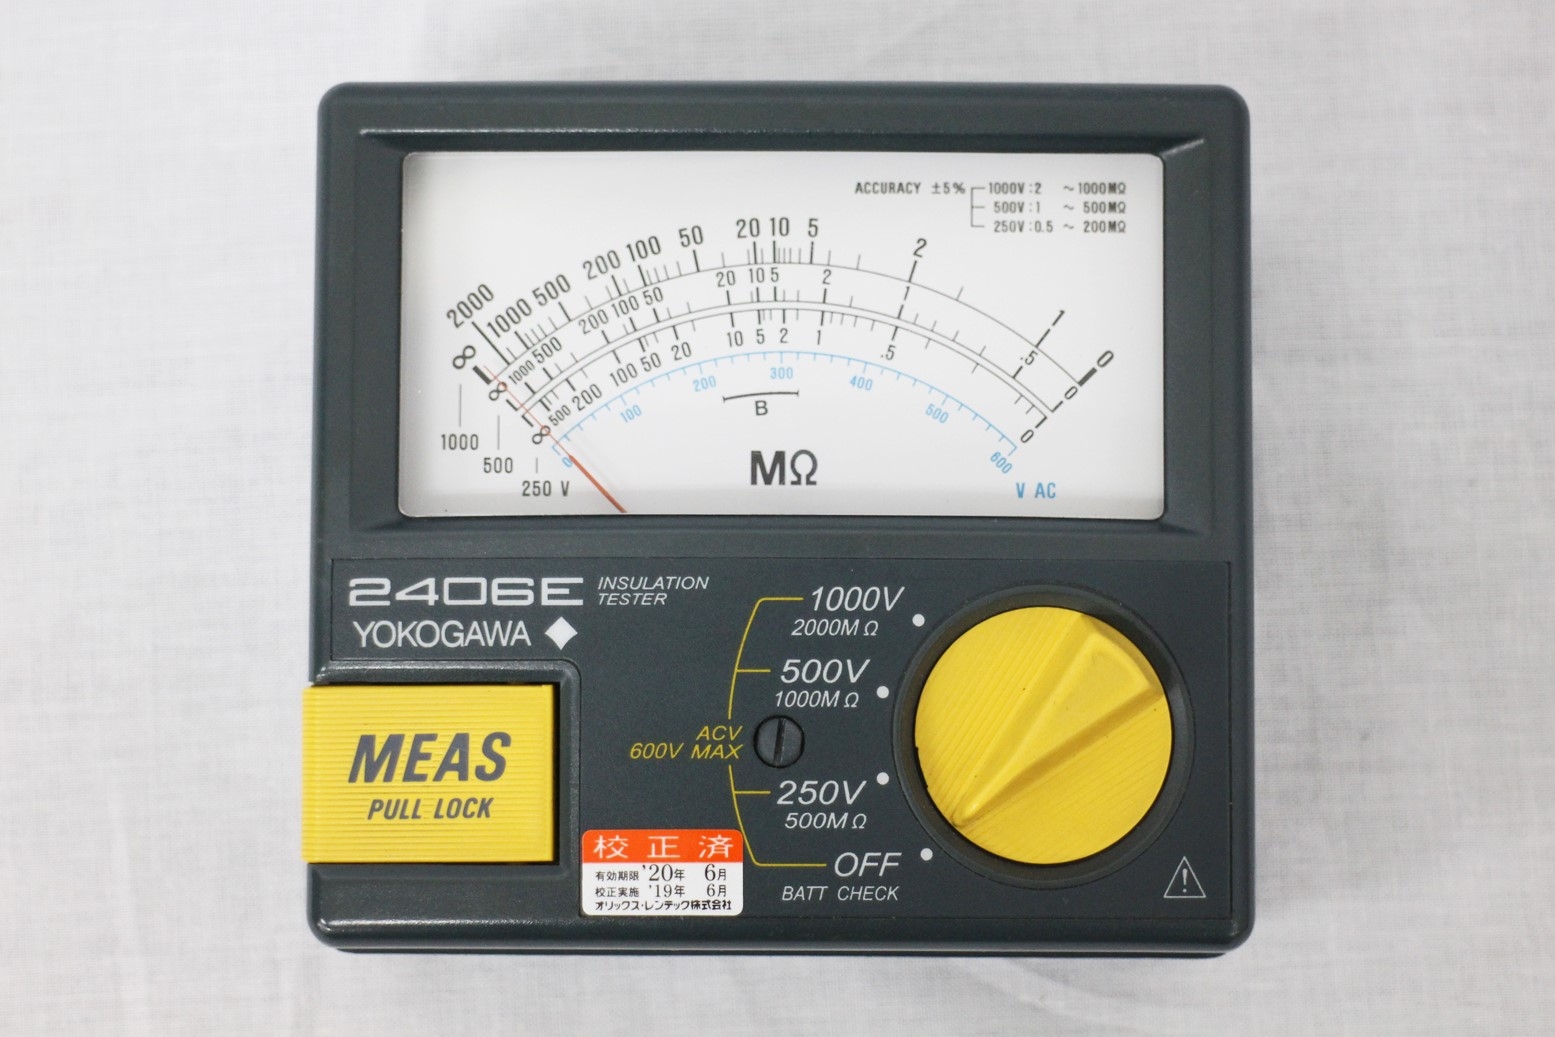 ACCURACY ±5% 1000V:2 ~1000MΩ
500V:1 ~ 500MΩ
250V:0.5 ~ 200MΩ
∞ 2000 1000 500 200 100 50 20 10 5 2 1 0
∞ 1000 500 200 100 50 20 10 5 2 1 .5 0
∞ 500 200 100 50 20 10 5 2 1 .5 0
0 100 200 300 400 500 600
B
1000
500
250 V
MΩ
V AC
2406E INSULATION
TESTER
YOKOGAWA
MEAS
PULL LOCK
1000V
2000MΩ
500V
1000MΩ
ACV
600V MAX
250V
500MΩ
OFF
BATT CHECK
校正済
有効期限 '20年 6月
校正実施 '19年 6月
オリックス・レンテック株式会社